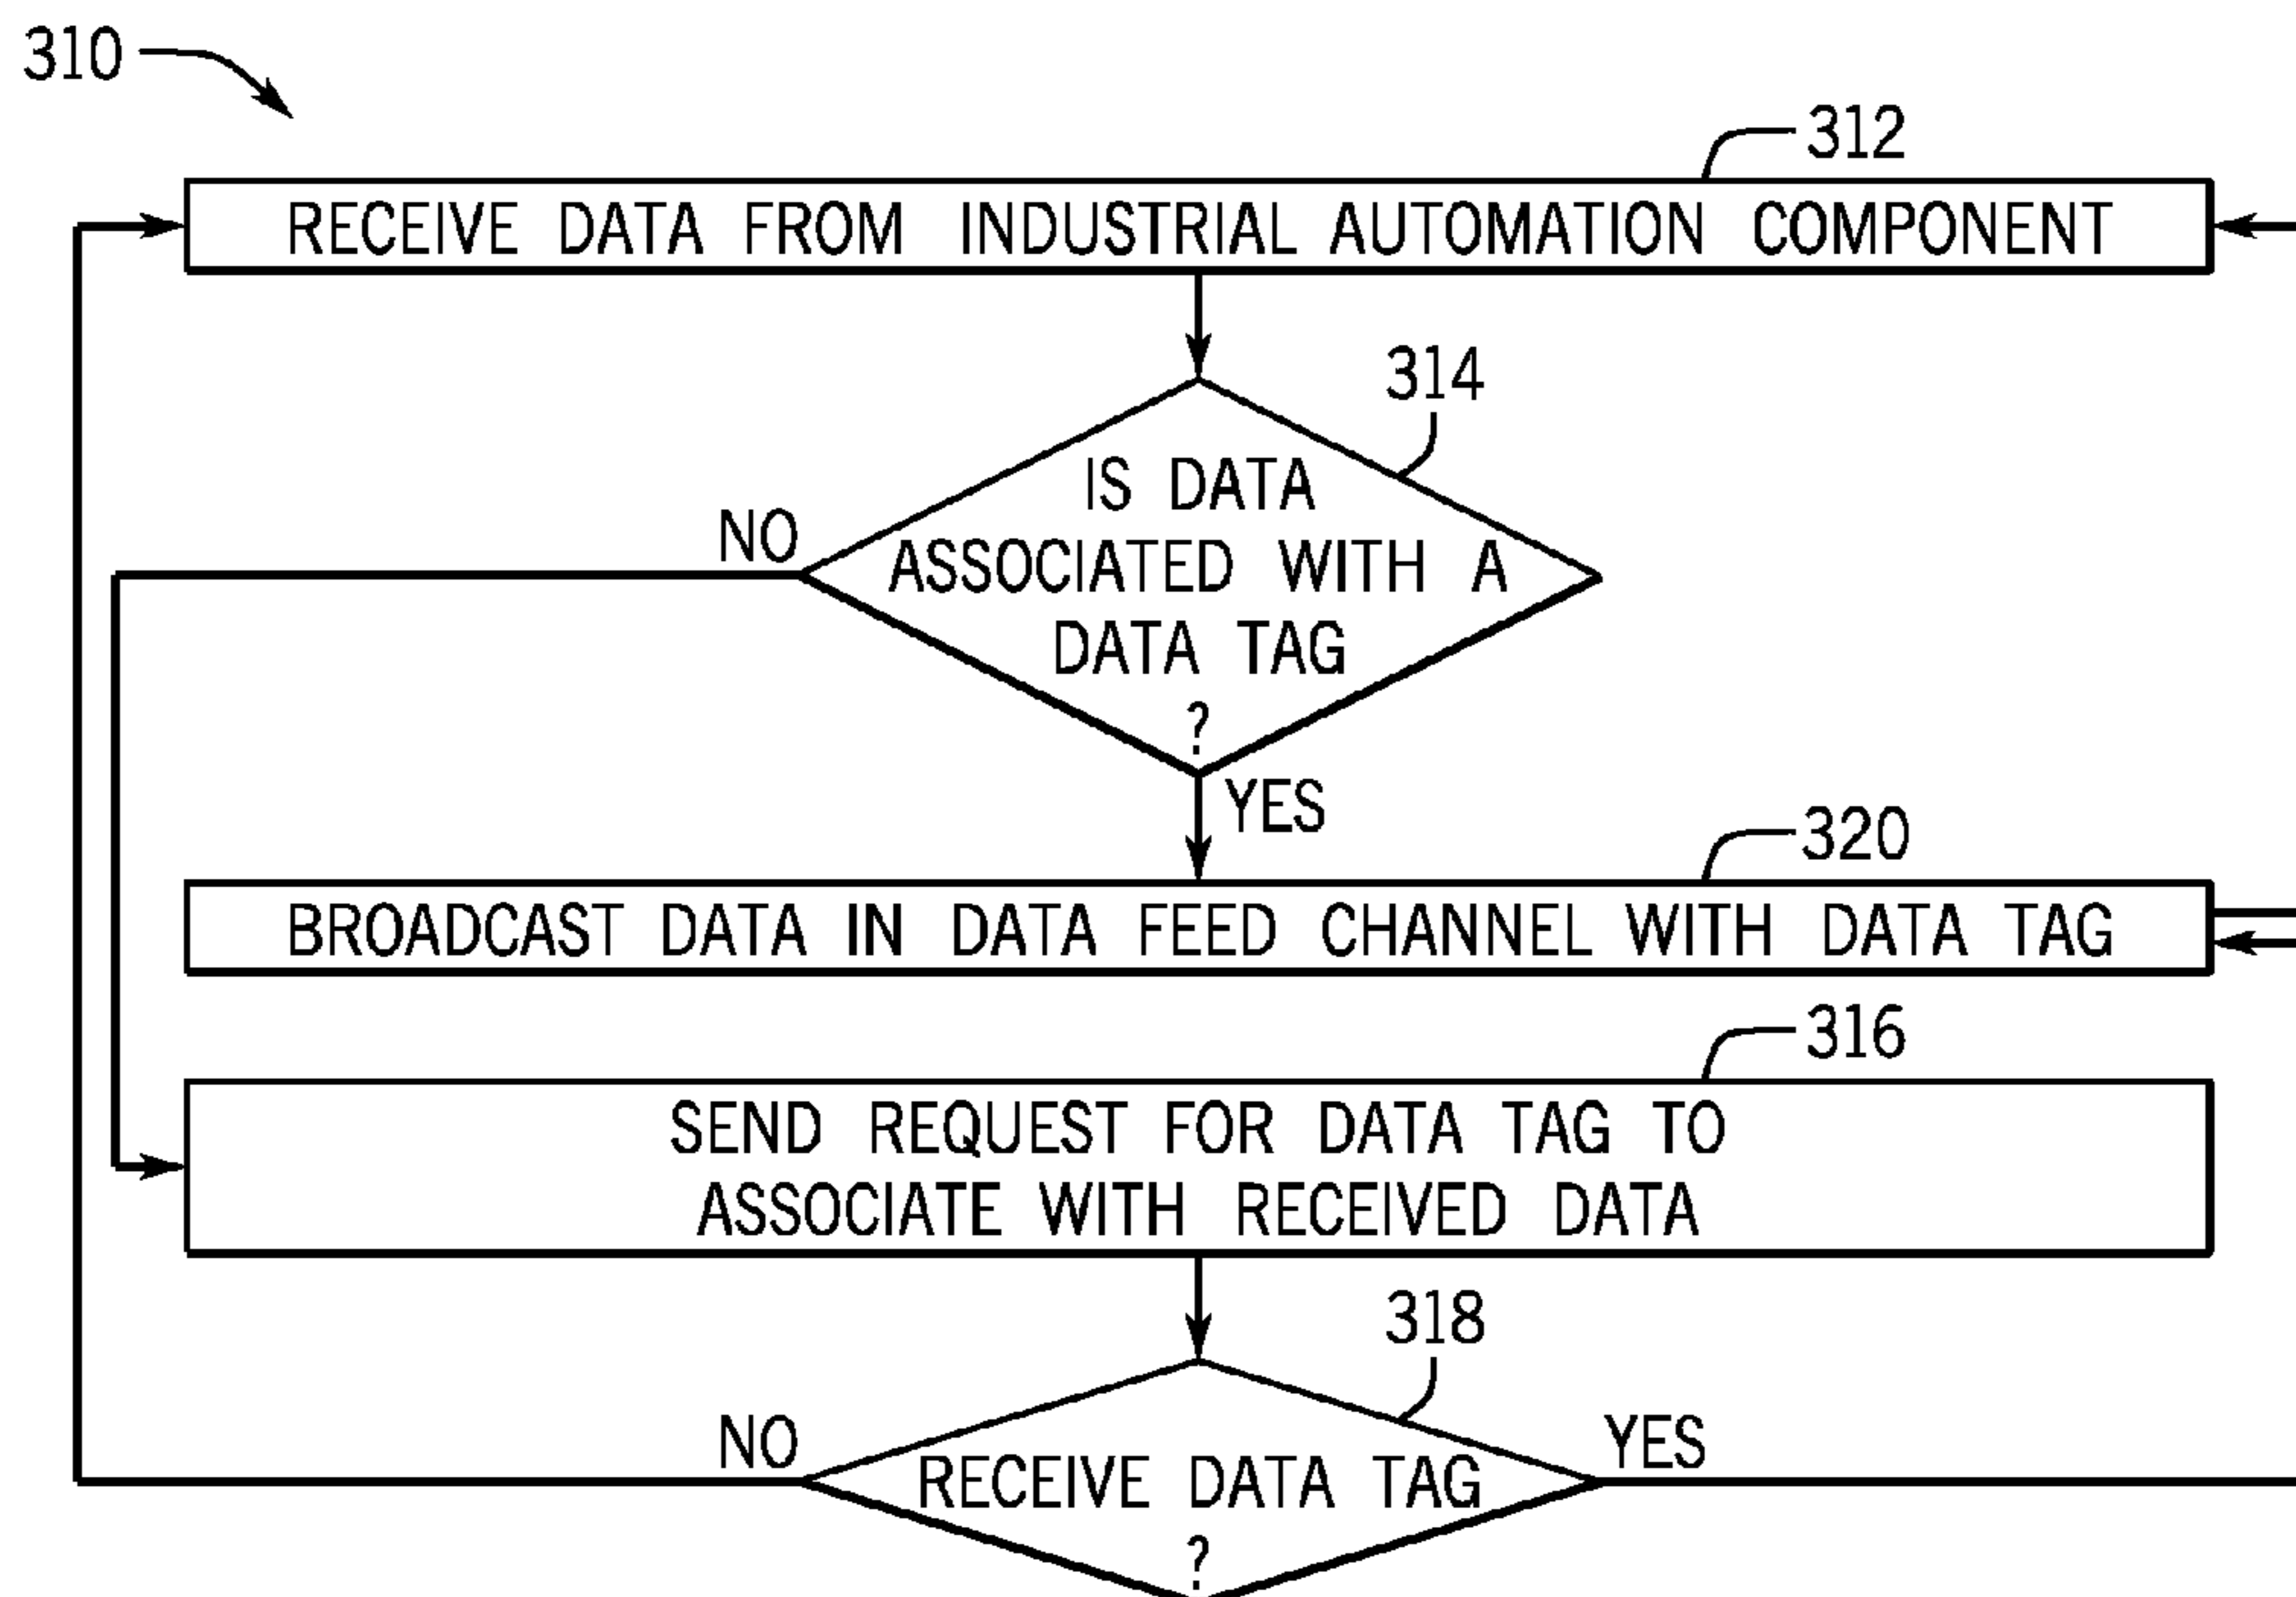 310
312
RECEIVE DATA FROM INDUSTRIAL AUTOMATION COMPONENT
314
IS DATA
ASSOCIATED WITH A
DATA TAG
?
NO
YES
320
BROADCAST DATA IN DATA FEED CHANNEL WITH DATA TAG
316
SEND REQUEST FOR DATA TAG TO
ASSOCIATE WITH RECEIVED DATA
318
NO
RECEIVE DATA TAG
?
YES